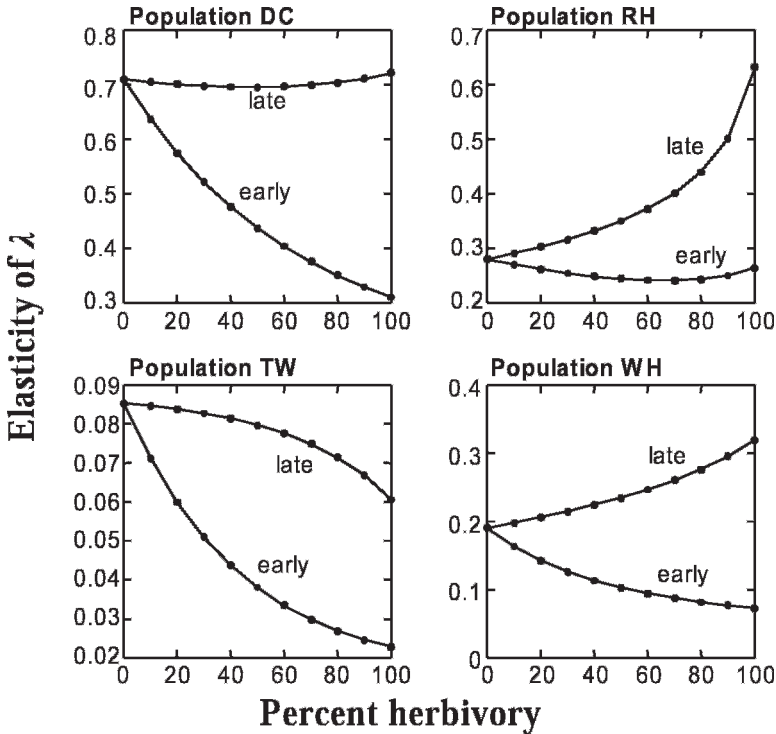 Population DC
0.8
0.7
0.6
0.5
0.4
0.3
late
early
0 20 40 60 80 100
Population RH
0.7
0.6
0.5
0.4
0.3
0.2
late
early
0 20 40 60 80 100
Elasticity of λ
Population TW
0.09
0.08
0.07
0.06
0.05
0.04
0.03
0.02
late
early
0 20 40 60 80 100
Population WH
0.4
0.3
0.2
0.1
0
late
early
0 20 40 60 80 100
Percent herbivory